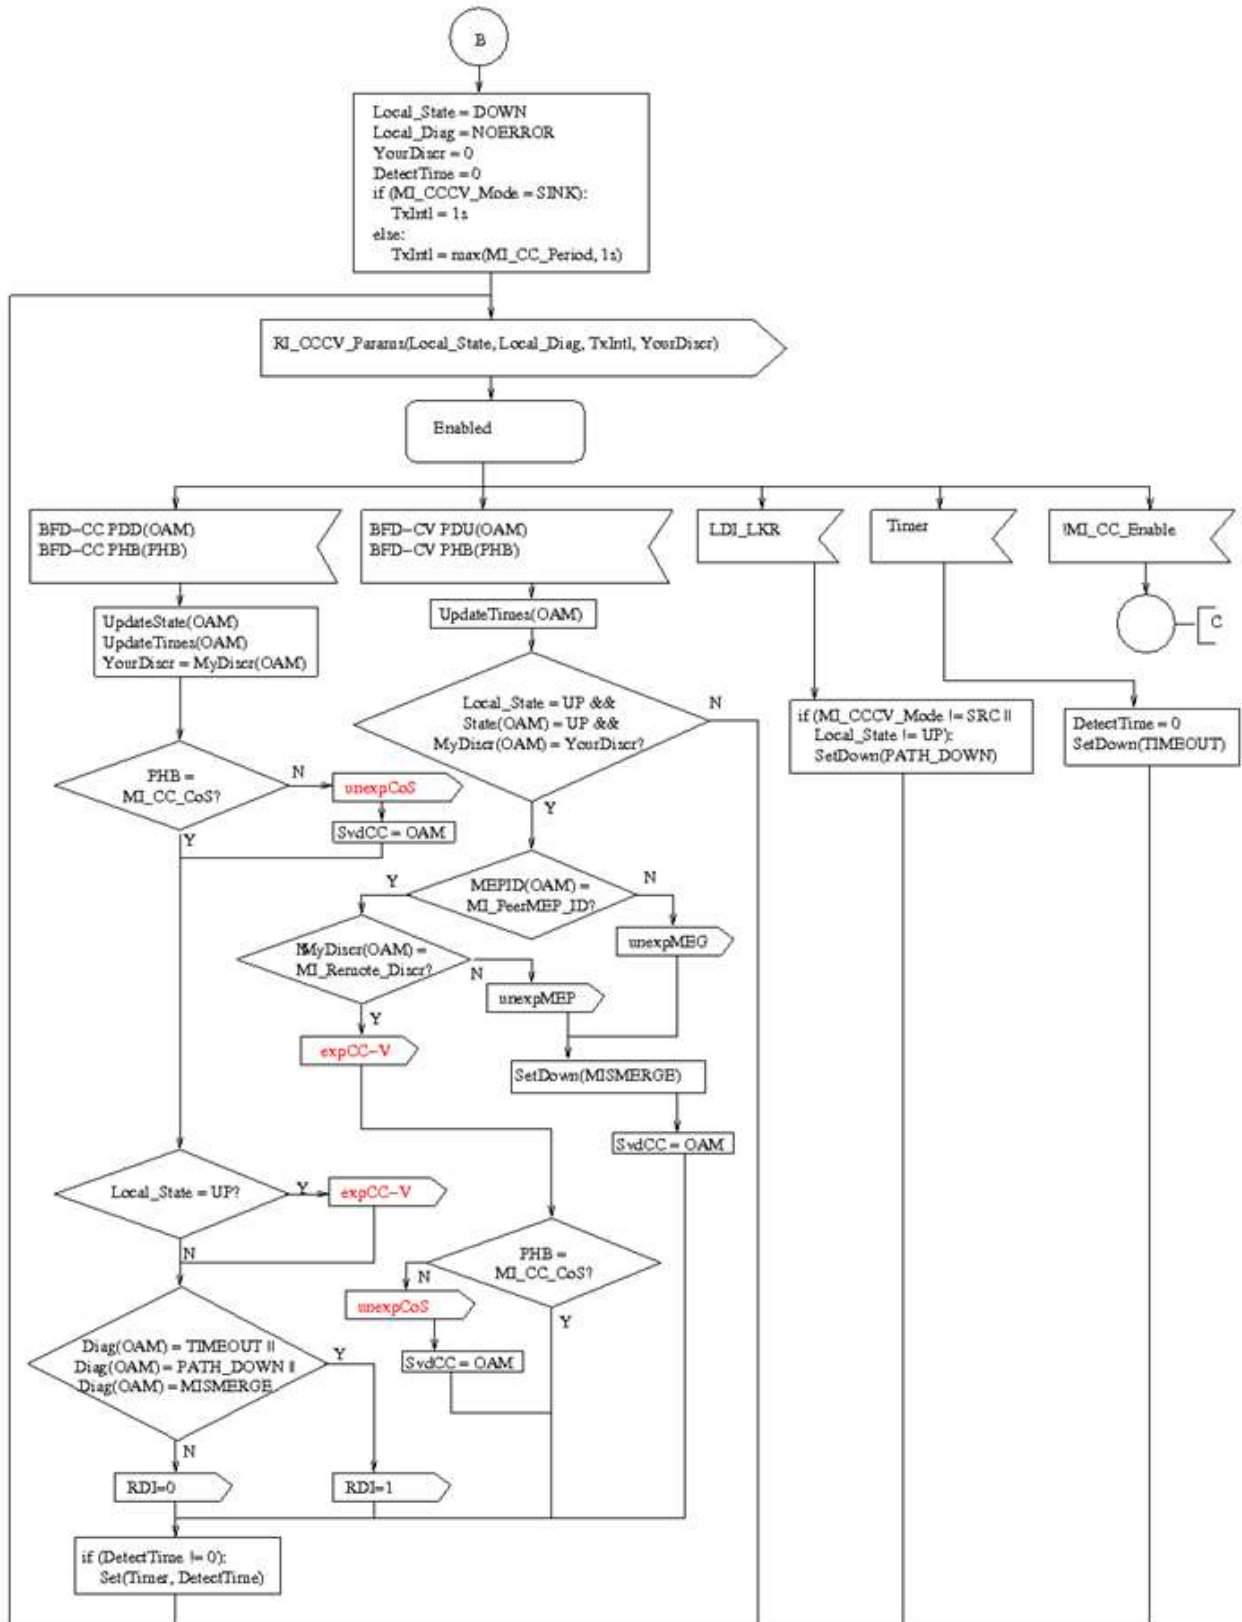 B
Local_State = DOWN
Local_Diag = NOERROR
YourDiscr = 0
DetectTime = 0
if (MI_CCCV_Mode = SINK):
TxIntl = 1s
else:
TxIntl = max(MI_CC_Period, 1s)
RI_CCCV_Params(Local_State, Local_Diag, TxIntl, YourDiscr)
Enabled
BFD-CC PDD(OAM)
BFD-CC PHB(PHB)
BFD-CV PDU(OAM)
BFD-CV PHB(PHB)
LDI_LKR
Timer
!MI_CC_Enable
UpdateState(OAM)
UpdateTimes(OAM)
YourDiscr = MyDiscr(OAM)
UpdateTimes(OAM)
C
Local_State = UP &&
State(OAM) = UP &&
MyDiscr(OAM) = YourDiscr?
N
if (MI_CCCV_Mode != SRC ||
Local_State != UP):
SetDown(PATH_DOWN)
DetectTime = 0
SetDown(TIMEOUT)
PHB =
MI_CC_CoS?
N
unexpCoS
Y
SvdCC = OAM
Y
MEPID(OAM) =
MI_PeerMEP_ID?
Y
N
unexpMEG
MyDiscr(OAM) =
MI_Remote_Discr?
N
unexpMEP
Y
expCC-V
SetDown(MISMERGE)
SvdCC = OAM
Local_State = UP?
Y
expCC-V
N
PHB =
MI_CC_CoS?
N
unexpCoS
Y
SvdCC = OAM
Diag(OAM) = TIMEOUT ||
Diag(OAM) = PATH_DOWN ||
Diag(OAM) = MISMERGE
Y
N
RDI=0
RDI=1
if (DetectTime != 0):
Set(Timer, DetectTime)